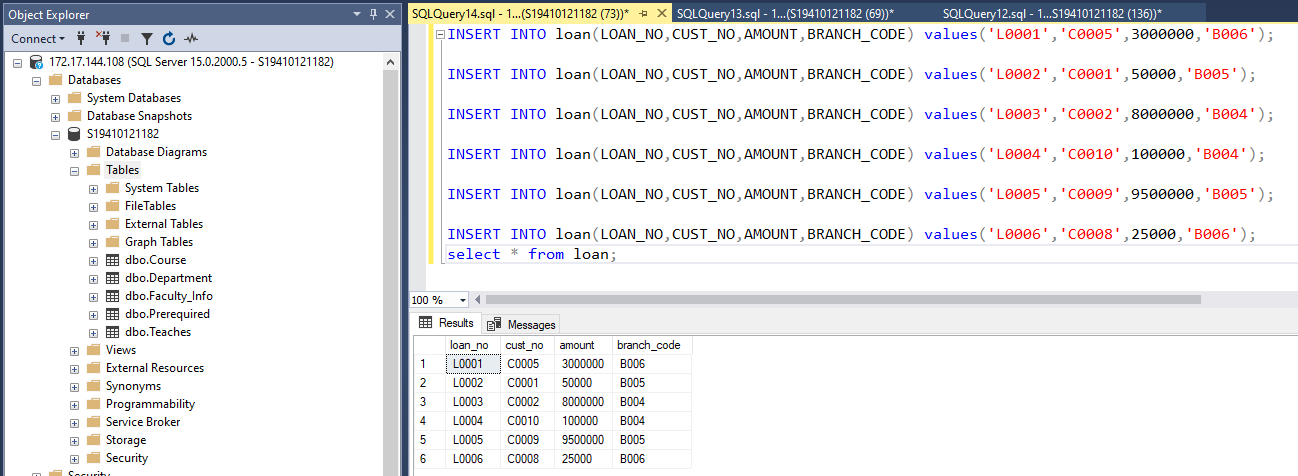 Object Explorer
Connect
172.17.144.108 (SQL Server 15.0.2000.5 - S19410121182)
Databases
System Databases
Database Snapshots
S19410121182
Database Diagrams
Tables
System Tables
FileTables
External Tables
Graph Tables
dbo.Course
dbo.Department
dbo.Faculty_Info
dbo.Prerequired
dbo.Teaches
Views
External Resources
Synonyms
Programmability
Service Broker
Storage
Security
Security
SQLQuery14.sql - 1...(S19410121182 (73))* SQLQuery13.sql - 1...(S19410121182 (69))* SQLQuery12.sql - 1...S19410121182 (136))*
INSERT INTO loan(LOAN_NO,CUST_NO,AMOUNT,BRANCH_CODE) values('L0001','C0005',3000000,'B006');
INSERT INTO loan(LOAN_NO,CUST_NO,AMOUNT,BRANCH_CODE) values('L0002','C0001',50000,'B005');
INSERT INTO loan(LOAN_NO,CUST_NO,AMOUNT,BRANCH_CODE) values('L0003','C0002',8000000,'B004');
INSERT INTO loan(LOAN_NO,CUST_NO,AMOUNT,BRANCH_CODE) values('L0004','C0010',100000,'B004');
INSERT INTO loan(LOAN_NO,CUST_NO,AMOUNT,BRANCH_CODE) values('L0005','C0009',9500000,'B005');
INSERT INTO loan(LOAN_NO,CUST_NO,AMOUNT,BRANCH_CODE) values('L0006','C0008',25000,'B006');
select * from loan;
100 %
Results Messages
loan_no cust_no amount branch_code
1 L0001 C0005 3000000 B006
2 L0002 C0001 50000 B005
3 L0003 C0002 8000000 B004
4 L0004 C0010 100000 B004
5 L0005 C0009 9500000 B005
6 L0006 C0008 25000 B006